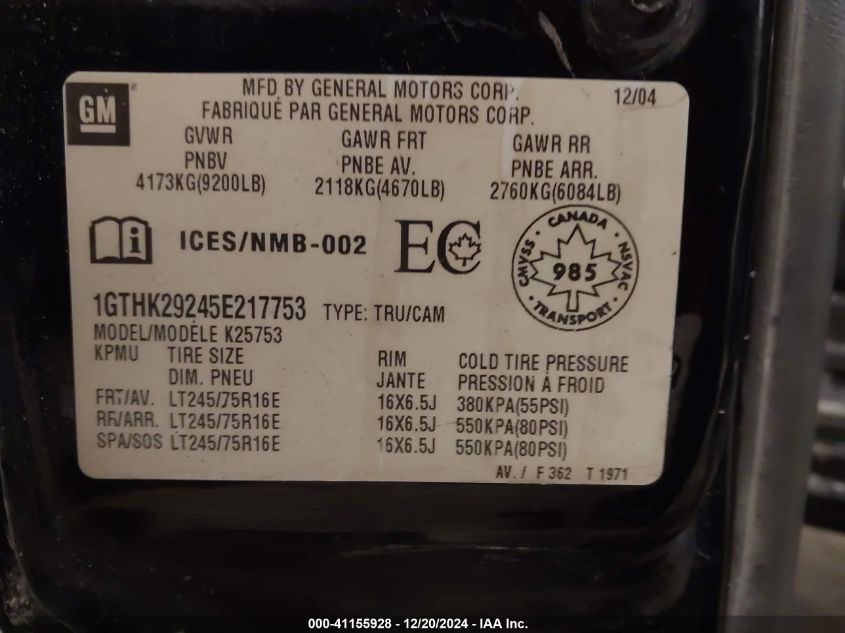 GM
MFD BY GENERAL MOTORS CORP.
12/04
FABRIQUÉ PAR GENERAL MOTORS CORP.
GVWR GAWR FRT GAWR RR
PNBV PNBE AV. PNBE ARR.
4173KG(9200LB) 2118KG(4670LB) 2760KG(6084LB)
ICES/NMB-002 EC
CANADA
CMVSS 985 NSVAC
TRANSPORT
1GTHK29245E217753 TYPE: TRU/CAM
MODEL/MODÈLE K25753
KPMU TIRE SIZE RIM COLD TIRE PRESSURE
DIM. PNEU JANTE PRESSION À FROID
FRT/AV. LT245/75R16E 16X6.5J 380KPA(55PSI)
RR/ARR. LT245/75R16E 16X6.5J 550KPA(80PSI)
SPA/SOS LT245/75R16E 16X6.5J 550KPA(80PSI)
AV. / F 362 T 1971
000-41155928 - 12/20/2024 - IAA Inc.